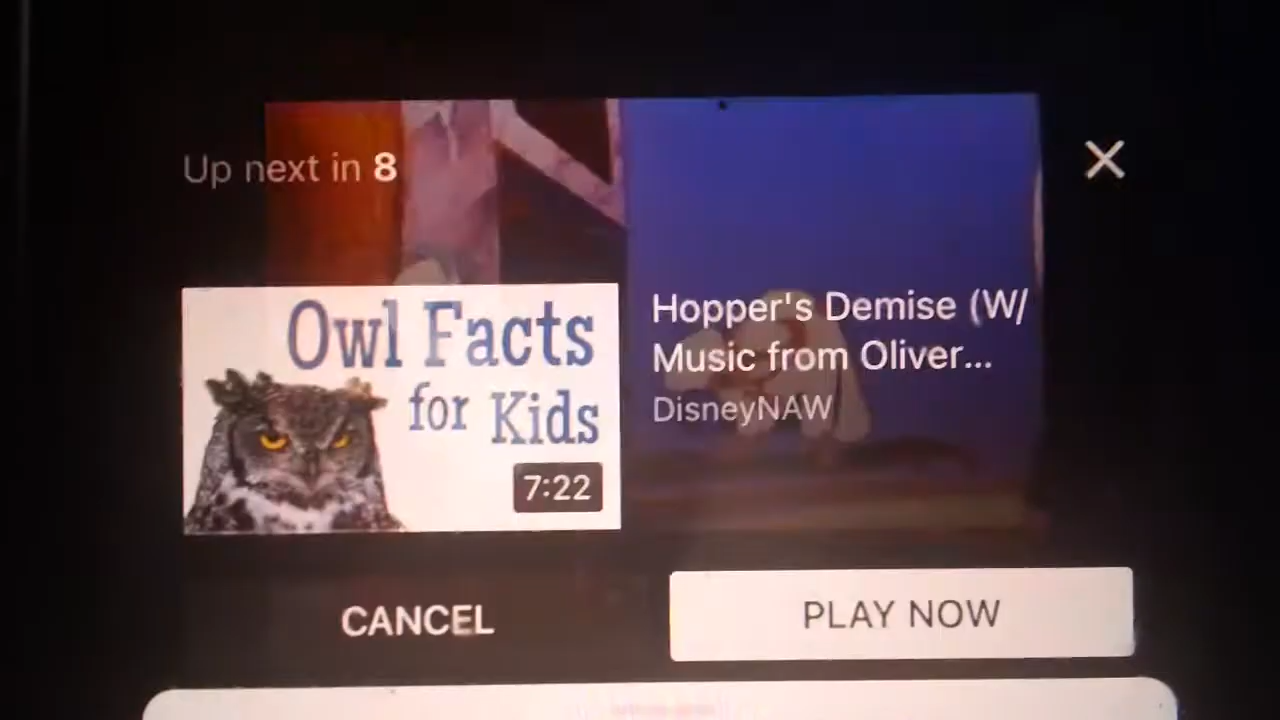 Up next in 8
Owl Facts
for Kids
7:22
Hopper's Demise (W/
Music from Oliver...
DisneyNAW
CANCEL
PLAY NOW